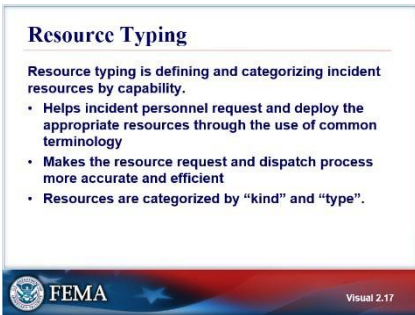 Resource Typing
Resource typing is defining and categorizing incident
resources by capability.
• Helps incident personnel request and deploy the
appropriate resources through the use of common
terminology
• Makes the resource request and dispatch process
more accurate and efficient
• Resources are categorized by “kind” and “type”.
FEMA
Visual 2.17